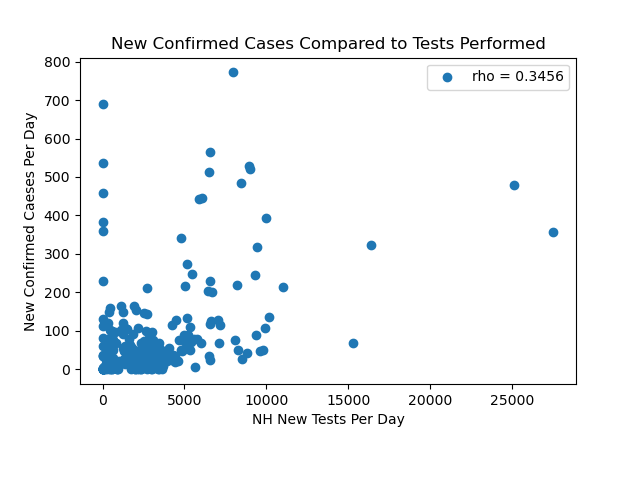 New Confirmed Cases Compared to Tests Performed
rho = 0.3456
800
700
600
500
400
300
200
100
0
New Confirmed Caeses Per Day
0 5000 10000 15000 20000 25000
NH New Tests Per Day